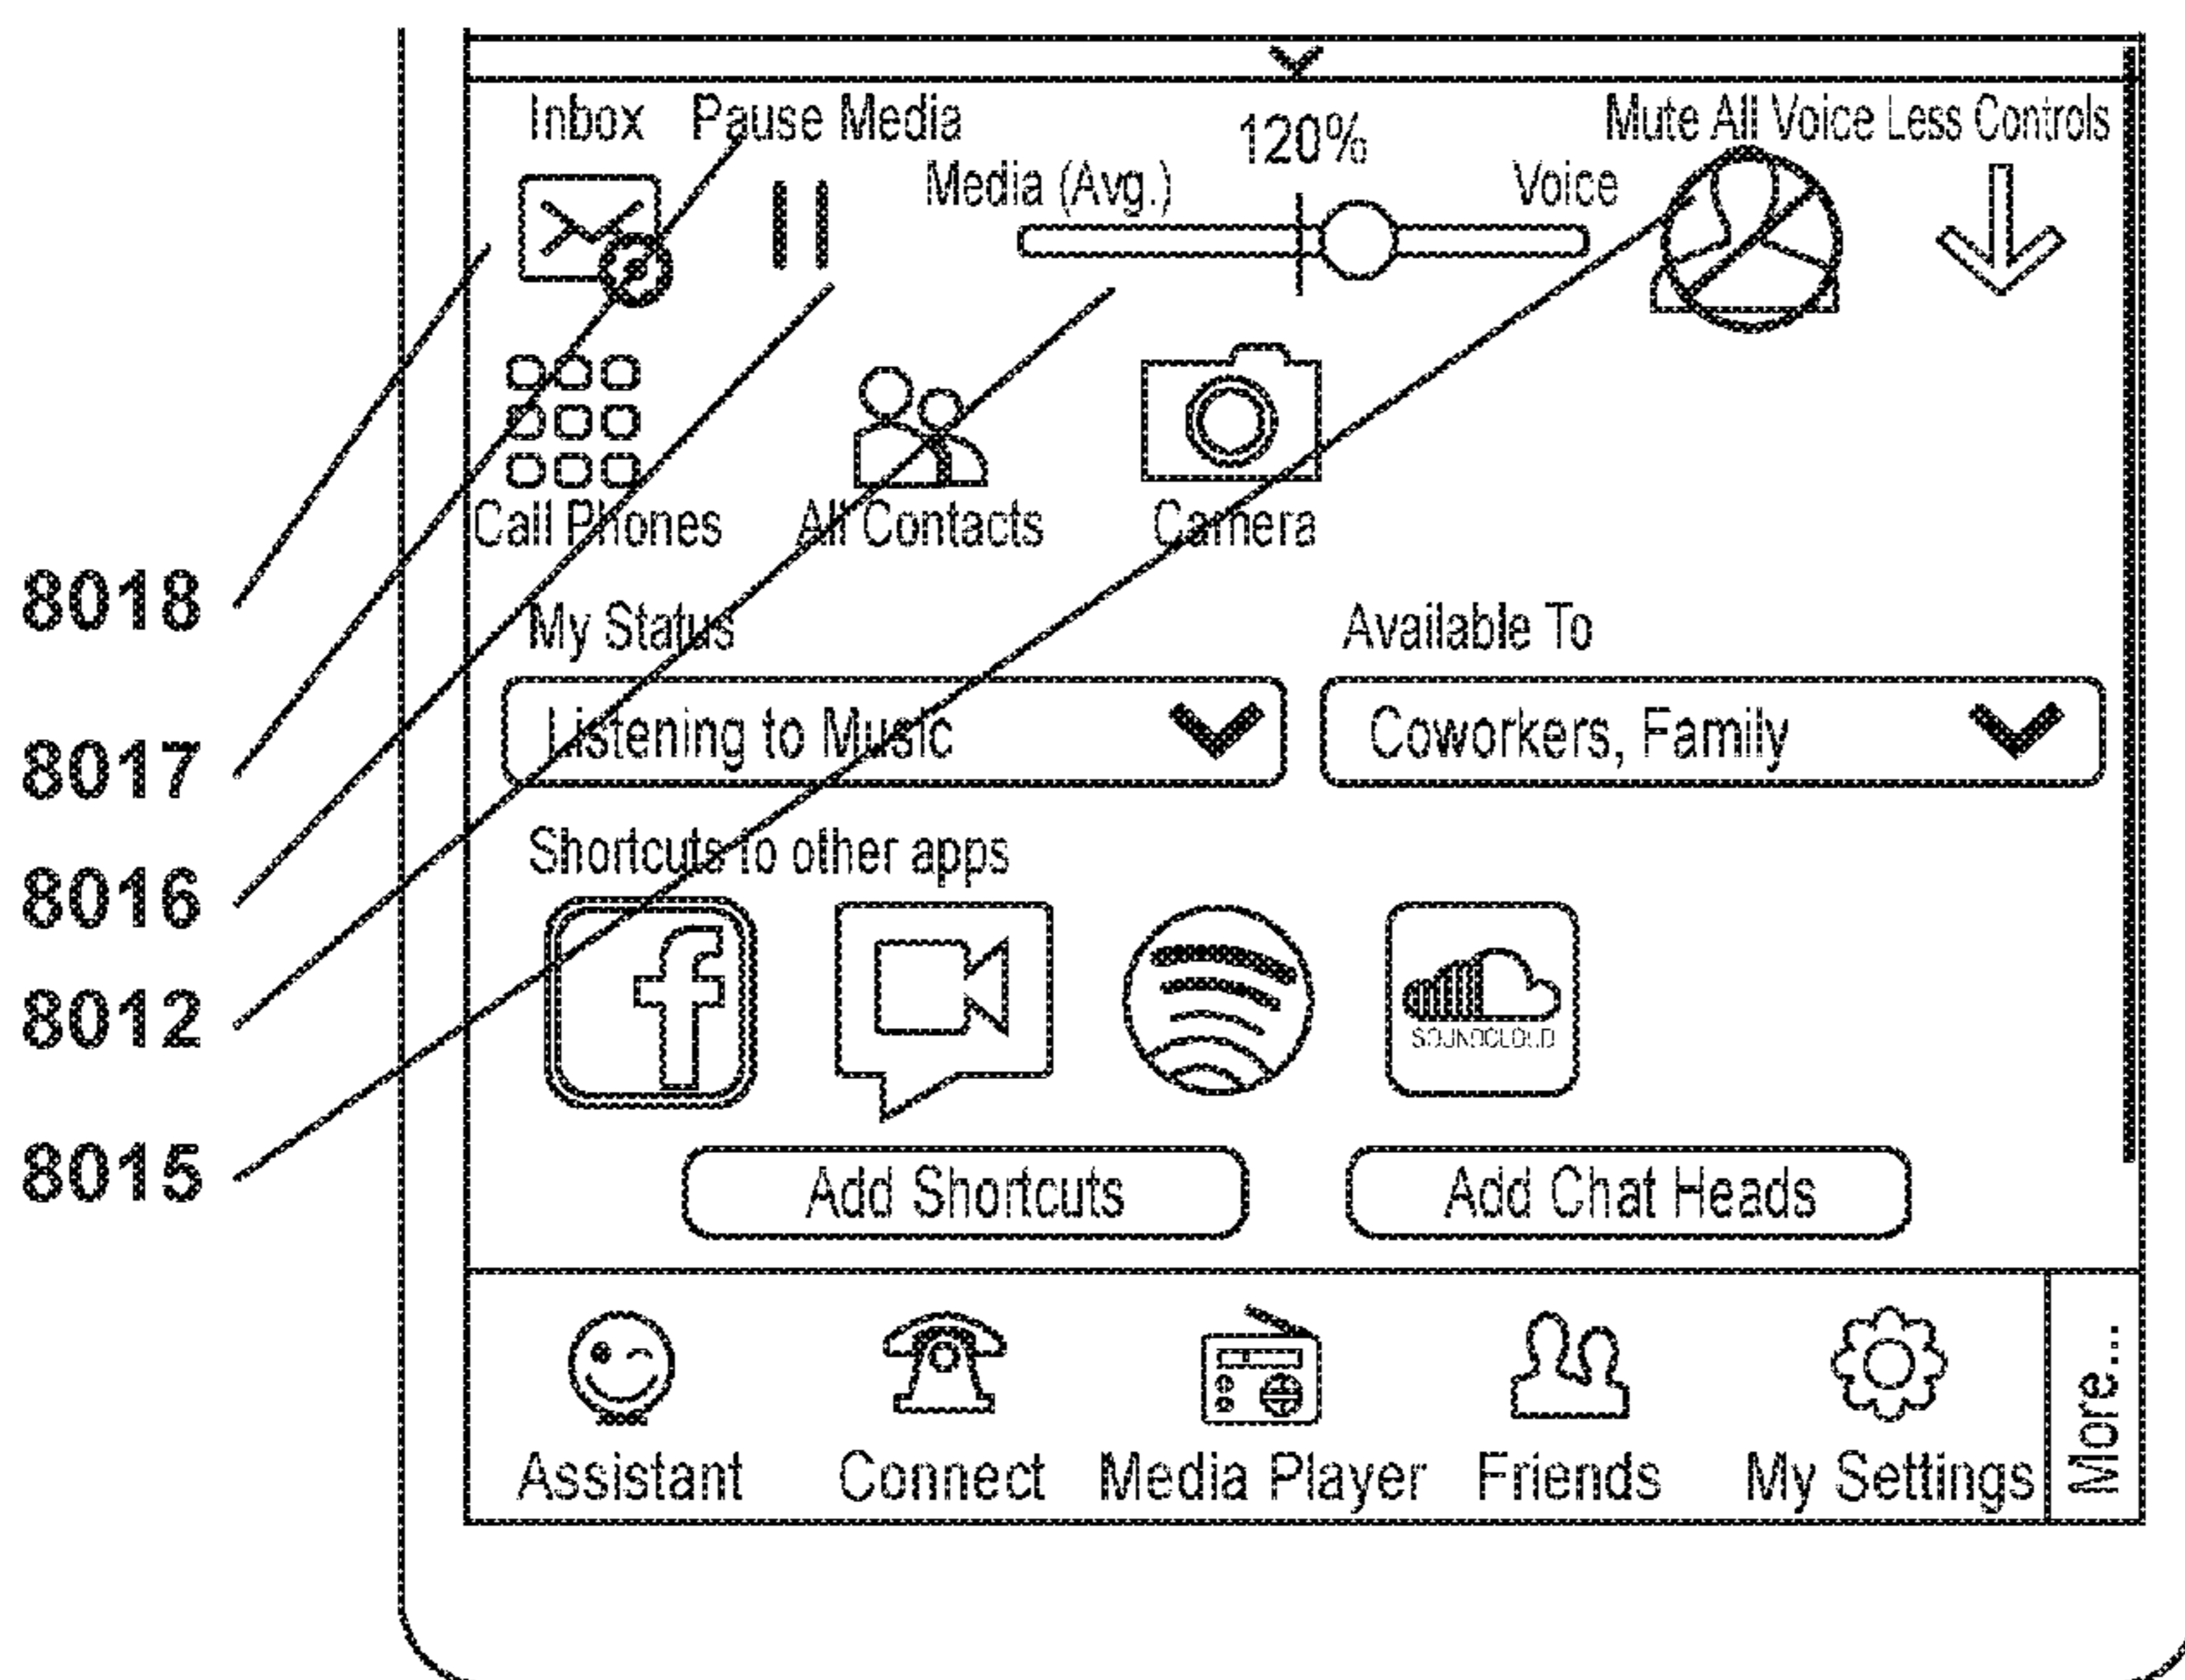 Inbox Pause Media 120% Mute All Voice Less Controls
Media (Avg.) Voice
Call Phones All Contacts Camera
8018
My Status Available To
8017
Listening to Music Coworkers, Family
8016
Shortcuts to other apps
8012
SOUNDCLOUD
8015
Add Shortcuts Add Chat Heads
Assistant Connect Media Player Friends My Settings More...